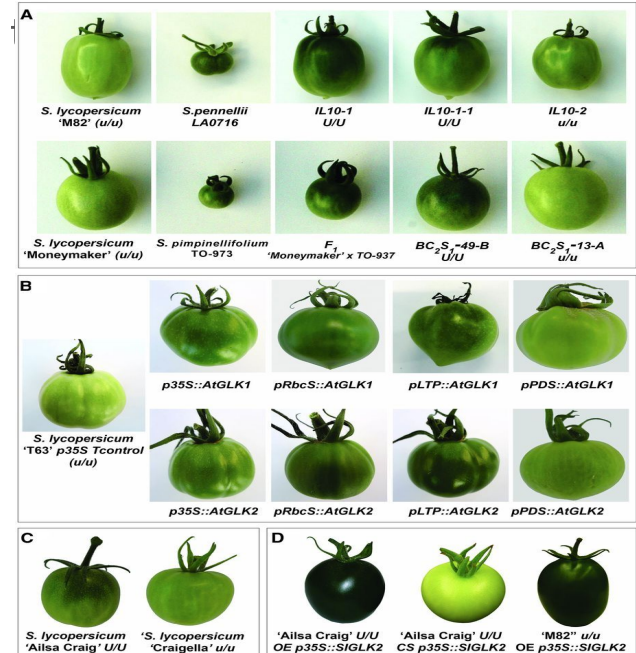 A
S. lycopersicum
'M82' (u/u)
S.pennellii
LA0716
IL10-1
U/U
IL10-1-1
U/U
IL10-2
u/u
S. lycopersicum
'Moneymaker' (u/u)
S. pimpinellifolium
TO-973
F1
'Moneymaker' x TO-937
BC2S1-49-B
U/U
BC2S1-13-A
u/u
B
S. lycopersicum
'T63' p35S Tcontrol
(u/u)
p35S::AtGLK1
pRbcS::AtGLK1
pLTP::AtGLK1
pPDS::AtGLK1
p35S::AtGLK2
pRbcS::AtGLK2
pLTP::AtGLK2
pPDS::AtGLK2
C
S. lycopersicum
'Ailsa Craig' U/U
'S. lycopersicum
'Craigella' u/u
D
'Ailsa Craig' U/U
OE p35S::SlGLK2
'Ailsa Craig' U/U
CS p35S::SlGLK2
'M82" u/u
OE p35S::SlGLK2